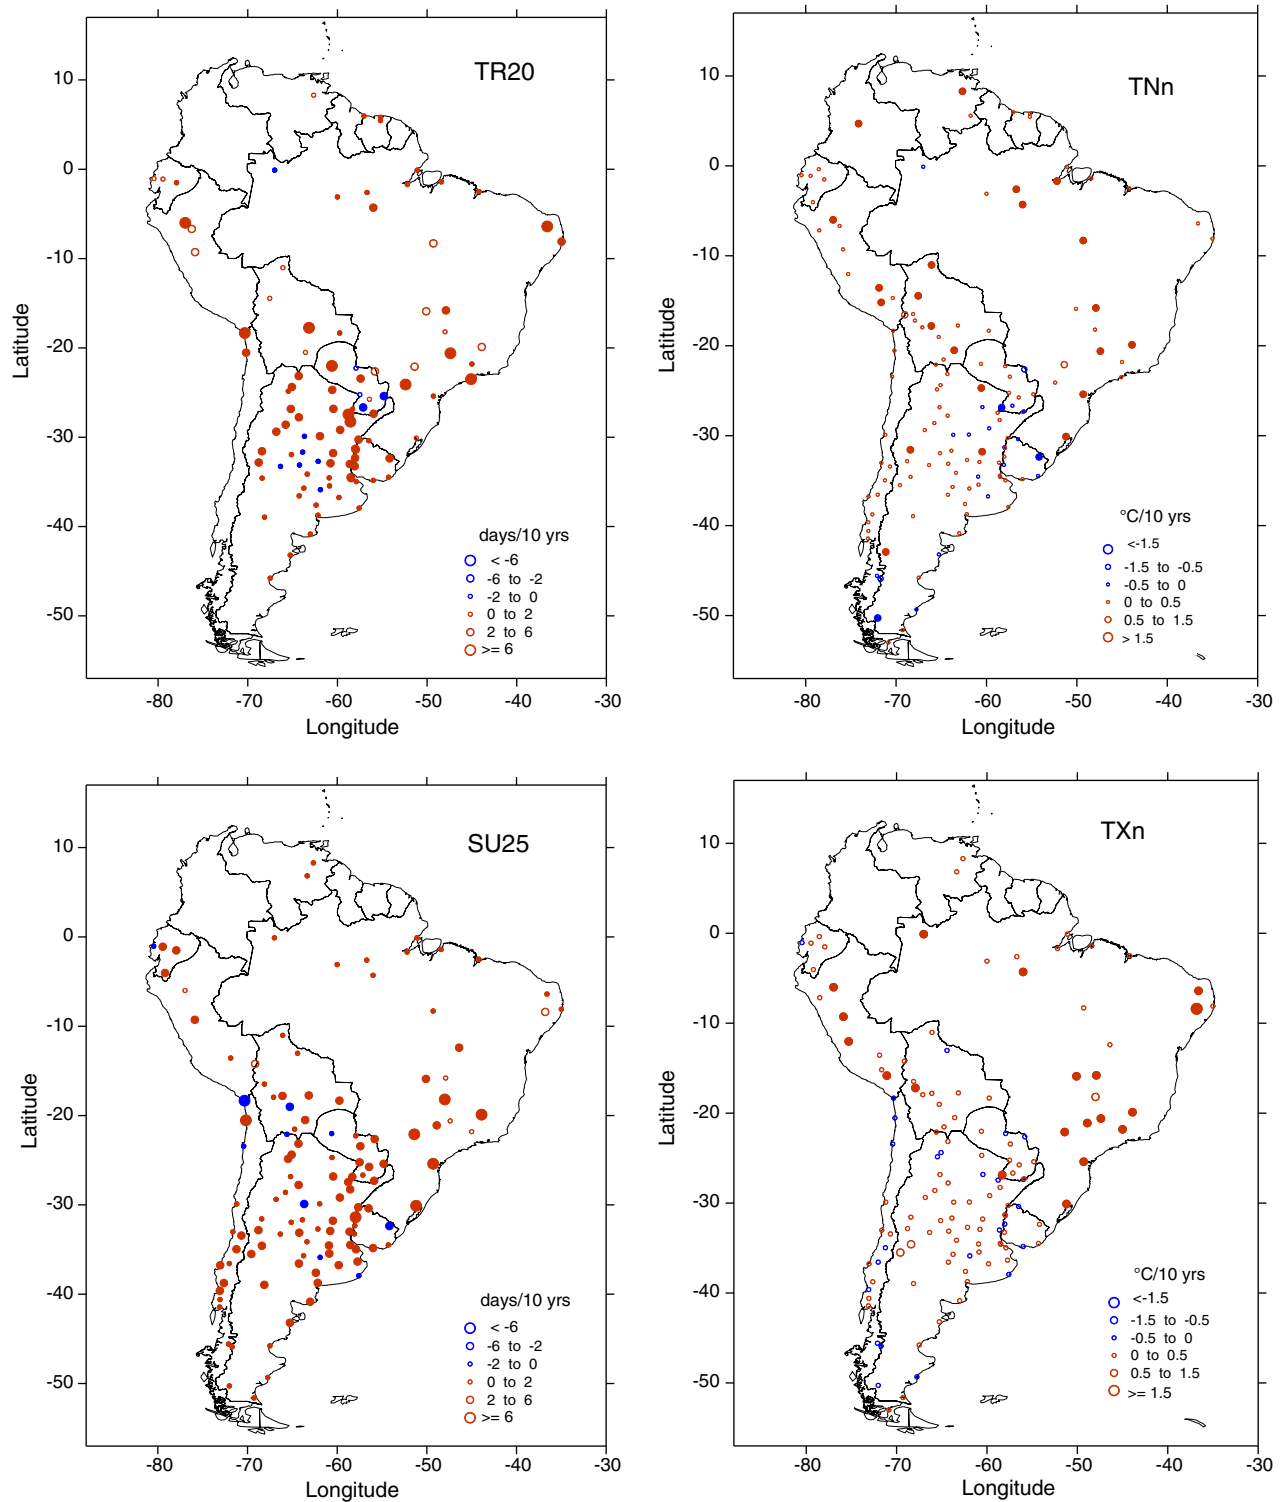 TR20
10
0
-10
-20
-30
-40
-50
Latitude
days/10 yrs
< -6
-6 to -2
-2 to 0
0 to 2
2 to 6
>= 6
-80 -70 -60 -50 -40 -30
Longitude
TNn
10
0
-10
-20
-30
-40
-50
Latitude
°C/10 yrs
<-1.5
-1.5 to -0.5
-0.5 to 0
0 to 0.5
0.5 to 1.5
> 1.5
-80 -70 -60 -50 -40 -30
Longitude
SU25
10
0
-10
-20
-30
-40
-50
Latitude
days/10 yrs
< -6
-6 to -2
-2 to 0
0 to 2
2 to 6
>= 6
-80 -70 -60 -50 -40 -30
Longitude
TXn
10
0
-10
-20
-30
-40
-50
Latitude
°C/10 yrs
<-1.5
-1.5 to -0.5
-0.5 to 0
0 to 0.5
0.5 to 1.5
>= 1.5
-80 -70 -60 -50 -40 -30
Longitude